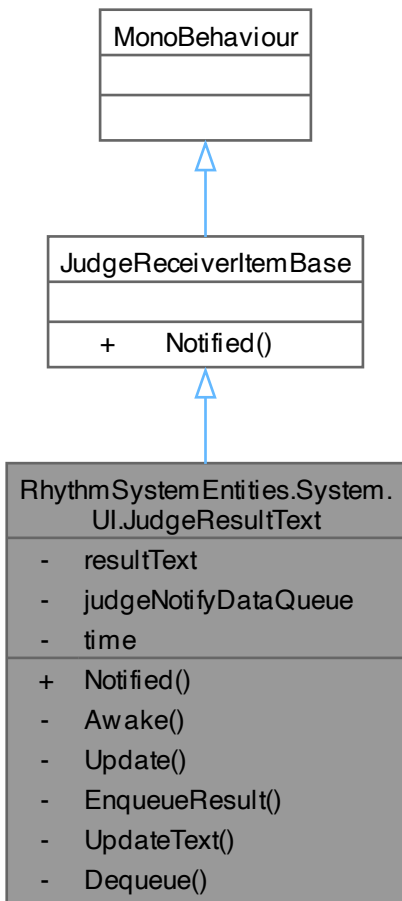 MonoBehaviour
JudgeReceiverItemBase
+ Notified()
RhythmSystemEntities.System.
UI.JudgeResultText
- resultText
- judgeNotifyDataQueue
- time
+ Notified()
- Awake()
- Update()
- EnqueueResult()
- UpdateText()
- Dequeue()